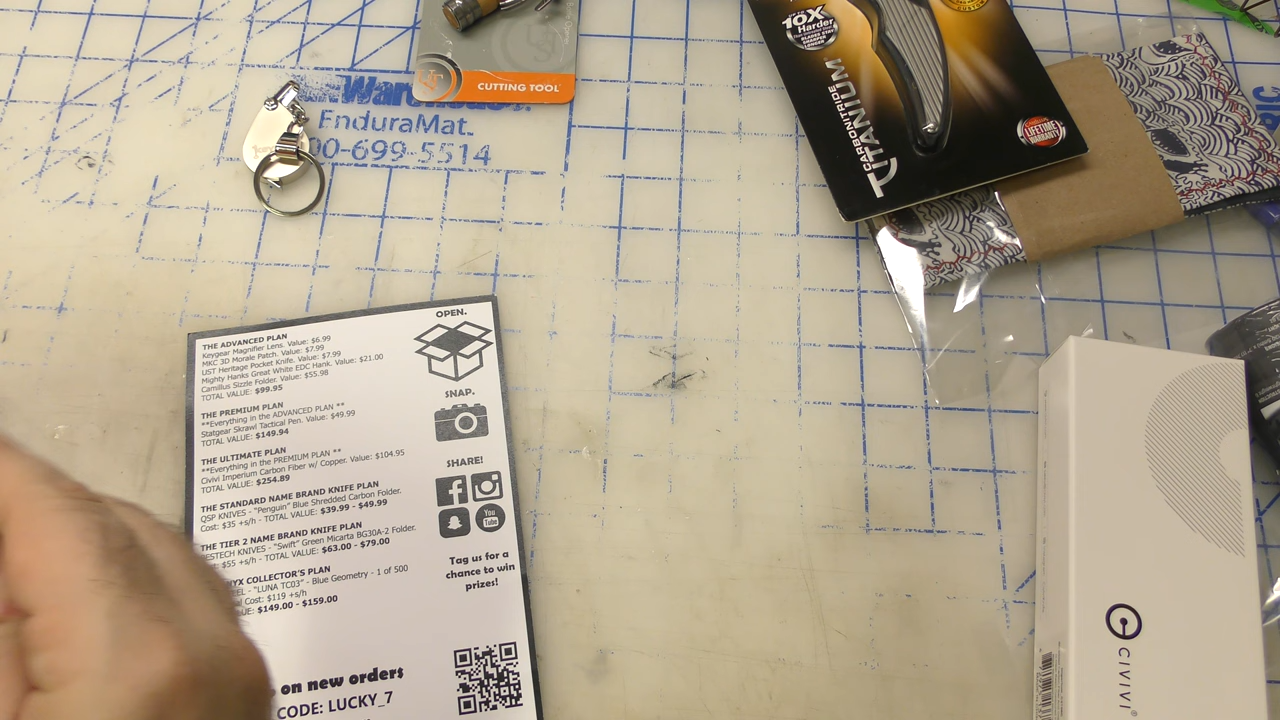 CUTTING TOOL
EnduraMat.
00-699-5514
10X
Harder
CARBONITRIDE
TITANIUM
LIFETIME
WARRANTY
THE ADVANCED PLAN
Keygear Magnifier Lens. Value: $6.99
MKC 3D Morale Patch. Value: $7.99
UST Heritage Pocket Knife. Value: $7.99
Mighty Hanks Great White EDC Hank. Value: $21.00
Camillus Sizzle Folder. Value: $55.98
TOTAL VALUE: $99.95
THE PREMIUM PLAN
**Everything in the ADVANCED PLAN **
Statgear Skrawl Tactical Pen. Value: $49.99
TOTAL VALUE: $149.94
THE ULTIMATE PLAN
**Everything in the PREMIUM PLAN **
Civivi Imperium Carbon Fiber w/ Copper. Value: $104.95
TOTAL VALUE: $254.89
THE STANDARD NAME BRAND KNIFE PLAN
QSP KNIVES - "Penguin" Blue Shredded Carbon Folder.
Cost: $35 +s/h - TOTAL VALUE: $39.99 - $49.99
THE TIER 2 NAME BRAND KNIFE PLAN
BESTECH KNIVES - "Swift" Green Micarta BG30A-2 Folder.
$55 +s/h - TOTAL VALUE: $63.00 - $79.00
YX COLLECTOR'S PLAN
EL - "LUNA TC03" - Blue Geometry - 1 of 500
Cost: $119 +s/h
UE: $149.00 - $159.00
on new orders
CODE: LUCKY_7
OPEN.
SNAP.
SHARE!
You
Tube
Tag us for a
chance to win
prizes!
CIVIVI